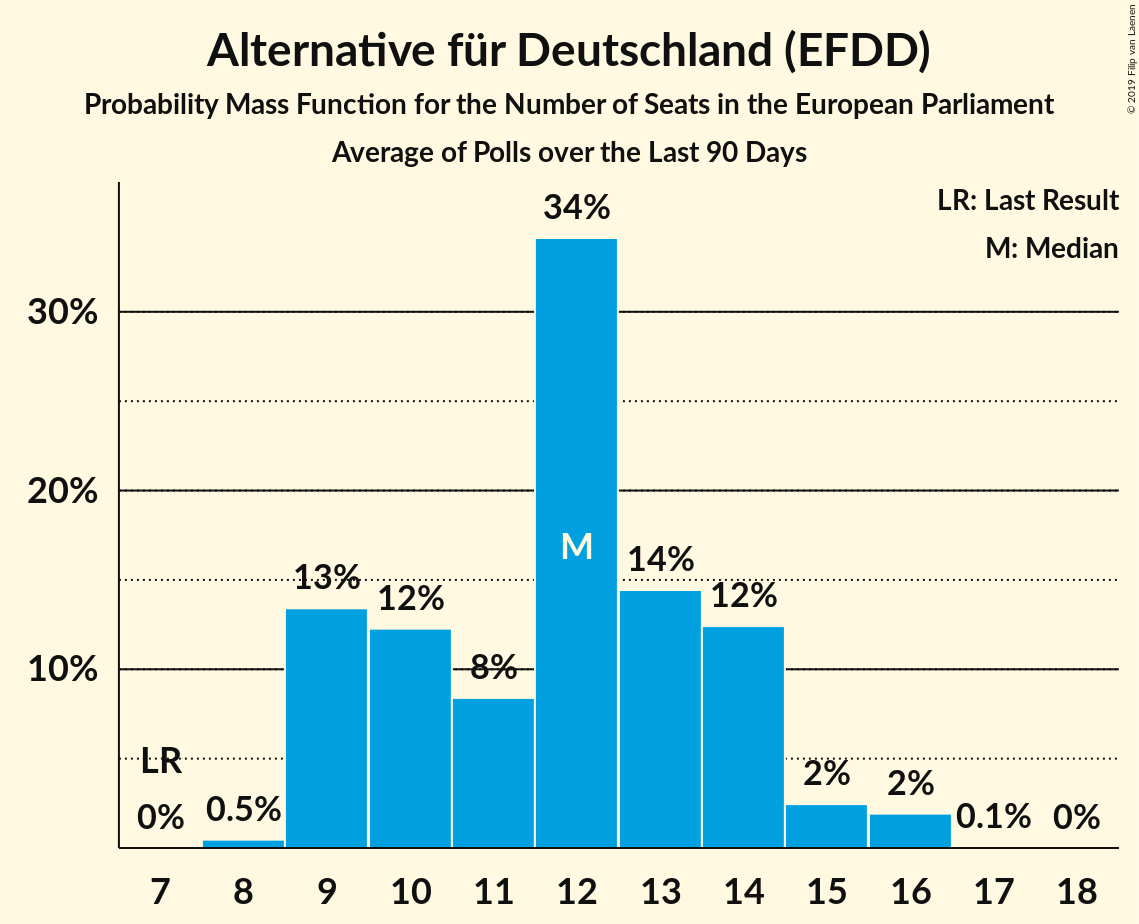 Alternative für Deutschland (EFDD)
Probability Mass Function for the Number of Seats in the European Parliament
Average of Polls over the Last 90 Days
© 2019 Filip van Laenen
LR: Last Result
M: Median
34%
30%
20%
M
14%
13%
12%
12%
10%
8%
LR
2%
2%
0%
0.5%
0.1%
0%
7 8 9 10 11 12 13 14 15 16 17 18